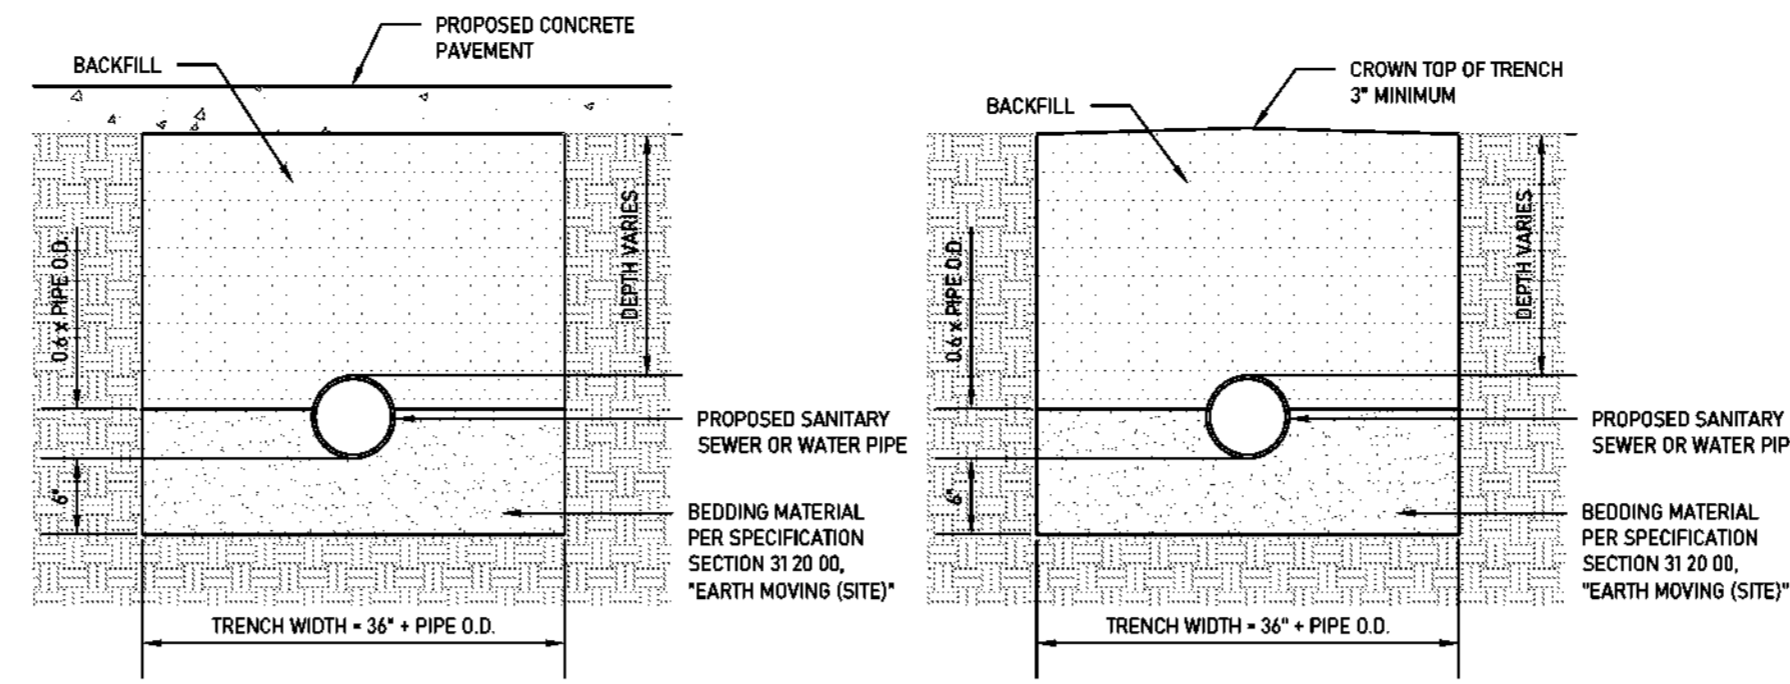 PROPOSED CONCRETE
PAVEMENT
BACKFILL
DEPTH VARIES
0.6 x PIPE O.D.
6"
PROPOSED SANITARY
SEWER OR WATER PIPE
BEDDING MATERIAL
PER SPECIFICATION
SECTION 31 20 00,
"EARTH MOVING (SITE)"
TRENCH WIDTH = 36" + PIPE O.D.
CROWN TOP OF TRENCH
3" MINIMUM
BACKFILL
DEPTH VARIES
0.6 x PIPE O.D.
6"
PROPOSED SANITARY
SEWER OR WATER PIP
BEDDING MATERIAL
PER SPECIFICATION
SECTION 31 20 00,
"EARTH MOVING (SITE)"
TRENCH WIDTH = 36" + PIPE O.D.